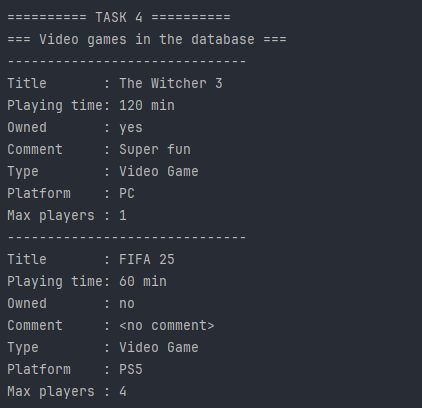 ========== TASK 4 ==========
=== Video games in the database ===
------------------------------
Title       : The Witcher 3
Playing time: 120 min
Owned       : yes
Comment     : Super fun
Type        : Video Game
Platform    : PC
Max players : 1
------------------------------
Title       : FIFA 25
Playing time: 60 min
Owned       : no
Comment     : <no comment>
Type        : Video Game
Platform    : PS5
Max players : 4